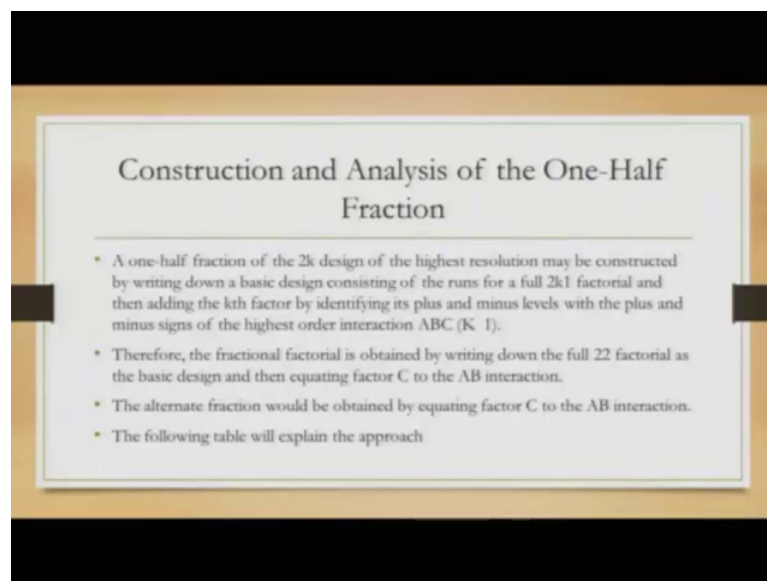 Construction and Analysis of the One-Half
Fraction
• A one-half fraction of the 2k design of the highest resolution may be constructed
by writing down a basic design consisting of the runs for a full 2k1 factorial and
then adding the kth factor by identifying its plus and minus levels with the plus and
minus signs of the highest order interaction ABC (K 1).
• Therefore, the fractional factorial is obtained by writing down the full 22 factorial as
the basic design and then equating factor C to the AB interaction.
• The alternate fraction would be obtained by equating factor C to the AB interaction.
• The following table will explain the approach